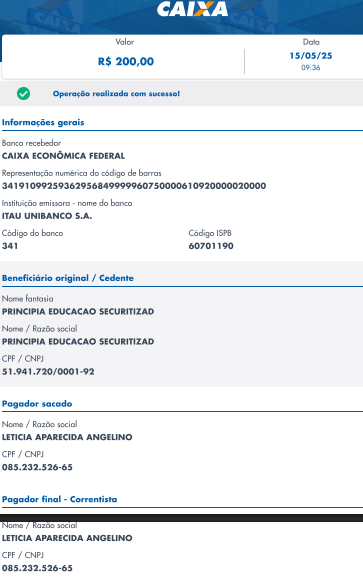 CAIXA
Valor
R$ 200,00
Data
15/05/25
09:36
Operação realizada com sucesso!
Informações gerais
Banco recebedor
CAIXA ECONÔMICA FEDERAL
Representação numérica do código de barras
34191099259362956849999960750000610920000020000
Instituição emissora - nome do banco
ITAU UNIBANCO S.A.
Código do banco
341
Código ISPB
60701190
Beneficiário original / Cedente
Nome fantasia
PRINCIPIA EDUCACAO SECURITIZAD
Nome / Razão social
PRINCIPIA EDUCACAO SECURITIZAD
CPF / CNPJ
51.941.720/0001-92
Pagador sacado
Nome / Razão social
LETICIA APARECIDA ANGELINO
CPF / CNPJ
085.232.526-65
Pagador final - Correntista
Nome / Razão social
LETICIA APARECIDA ANGELINO
CPF / CNPJ
085.232.526-65